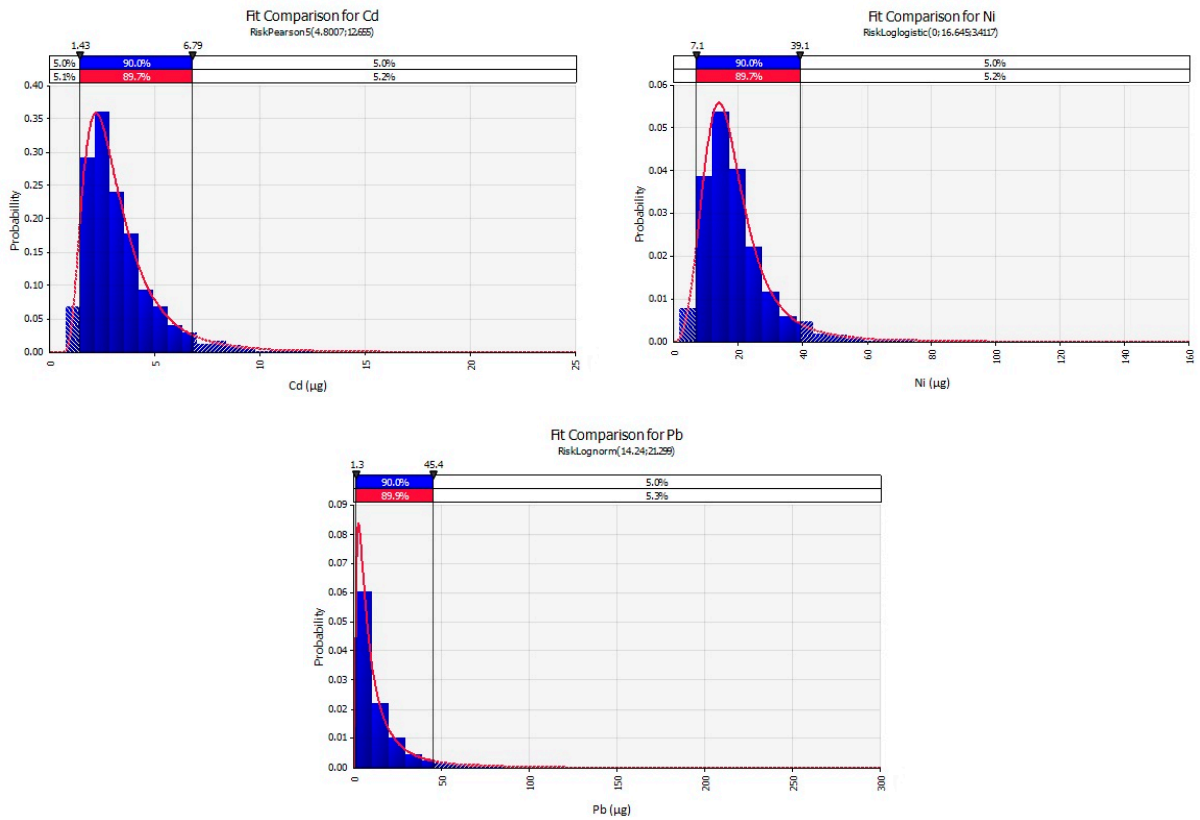 Fit Comparison for Cd
RiskPearson5(4.8007;12.655)
1.43 6.79
5.0% 90.0% 5.0%
5.1% 89.7% 5.2%
0.40
0.35
0.30
0.25
0.20
0.15
0.10
0.05
0.00
Probability
0 5 10 15 20 25
Cd (µg)
Fit Comparison for Ni
RiskLoglogistic(0;16.645;3.4117)
7.1 39.1
90.0% 5.0%
89.7% 5.2%
0.06
0.05
0.04
0.03
0.02
0.01
0.00
Probability
0 20 40 60 80 100 120 140 160
Ni (µg)
Fit Comparison for Pb
RiskLognorm(14.24;21.299)
1.3 45.4
90.0% 5.0%
89.9% 5.3%
0.09
0.08
0.07
0.06
0.05
0.04
0.03
0.02
0.01
0.00
Probability
0 50 100 150 200 250 300
Pb (µg)